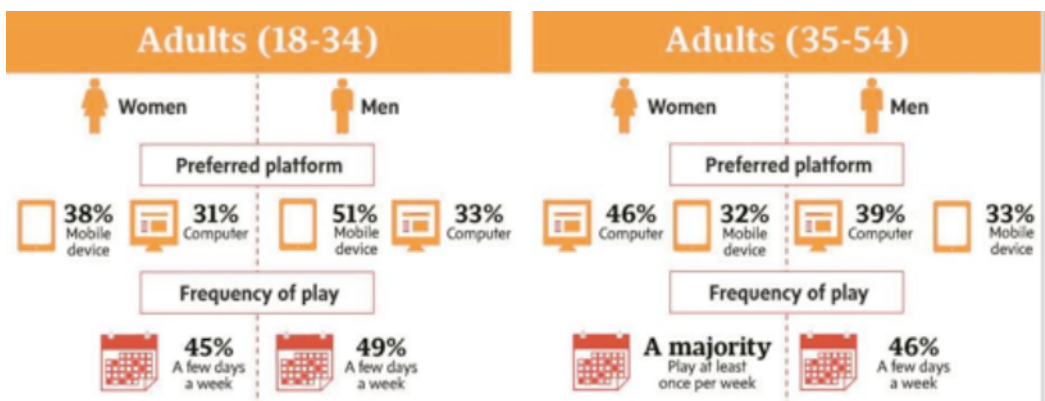 Adults (18-34)
Women
Men
Preferred platform
38%
Mobile
device
31%
Computer
51%
Mobile
device
33%
Computer
Frequency of play
45%
A few days
a week
49%
A few days
a week
Adults (35-54)
Women
Men
Preferred platform
46%
Computer
32%
Mobile
device
39%
Computer
33%
Mobile
device
Frequency of play
A majority
Play at least
once per week
46%
A few days
a week